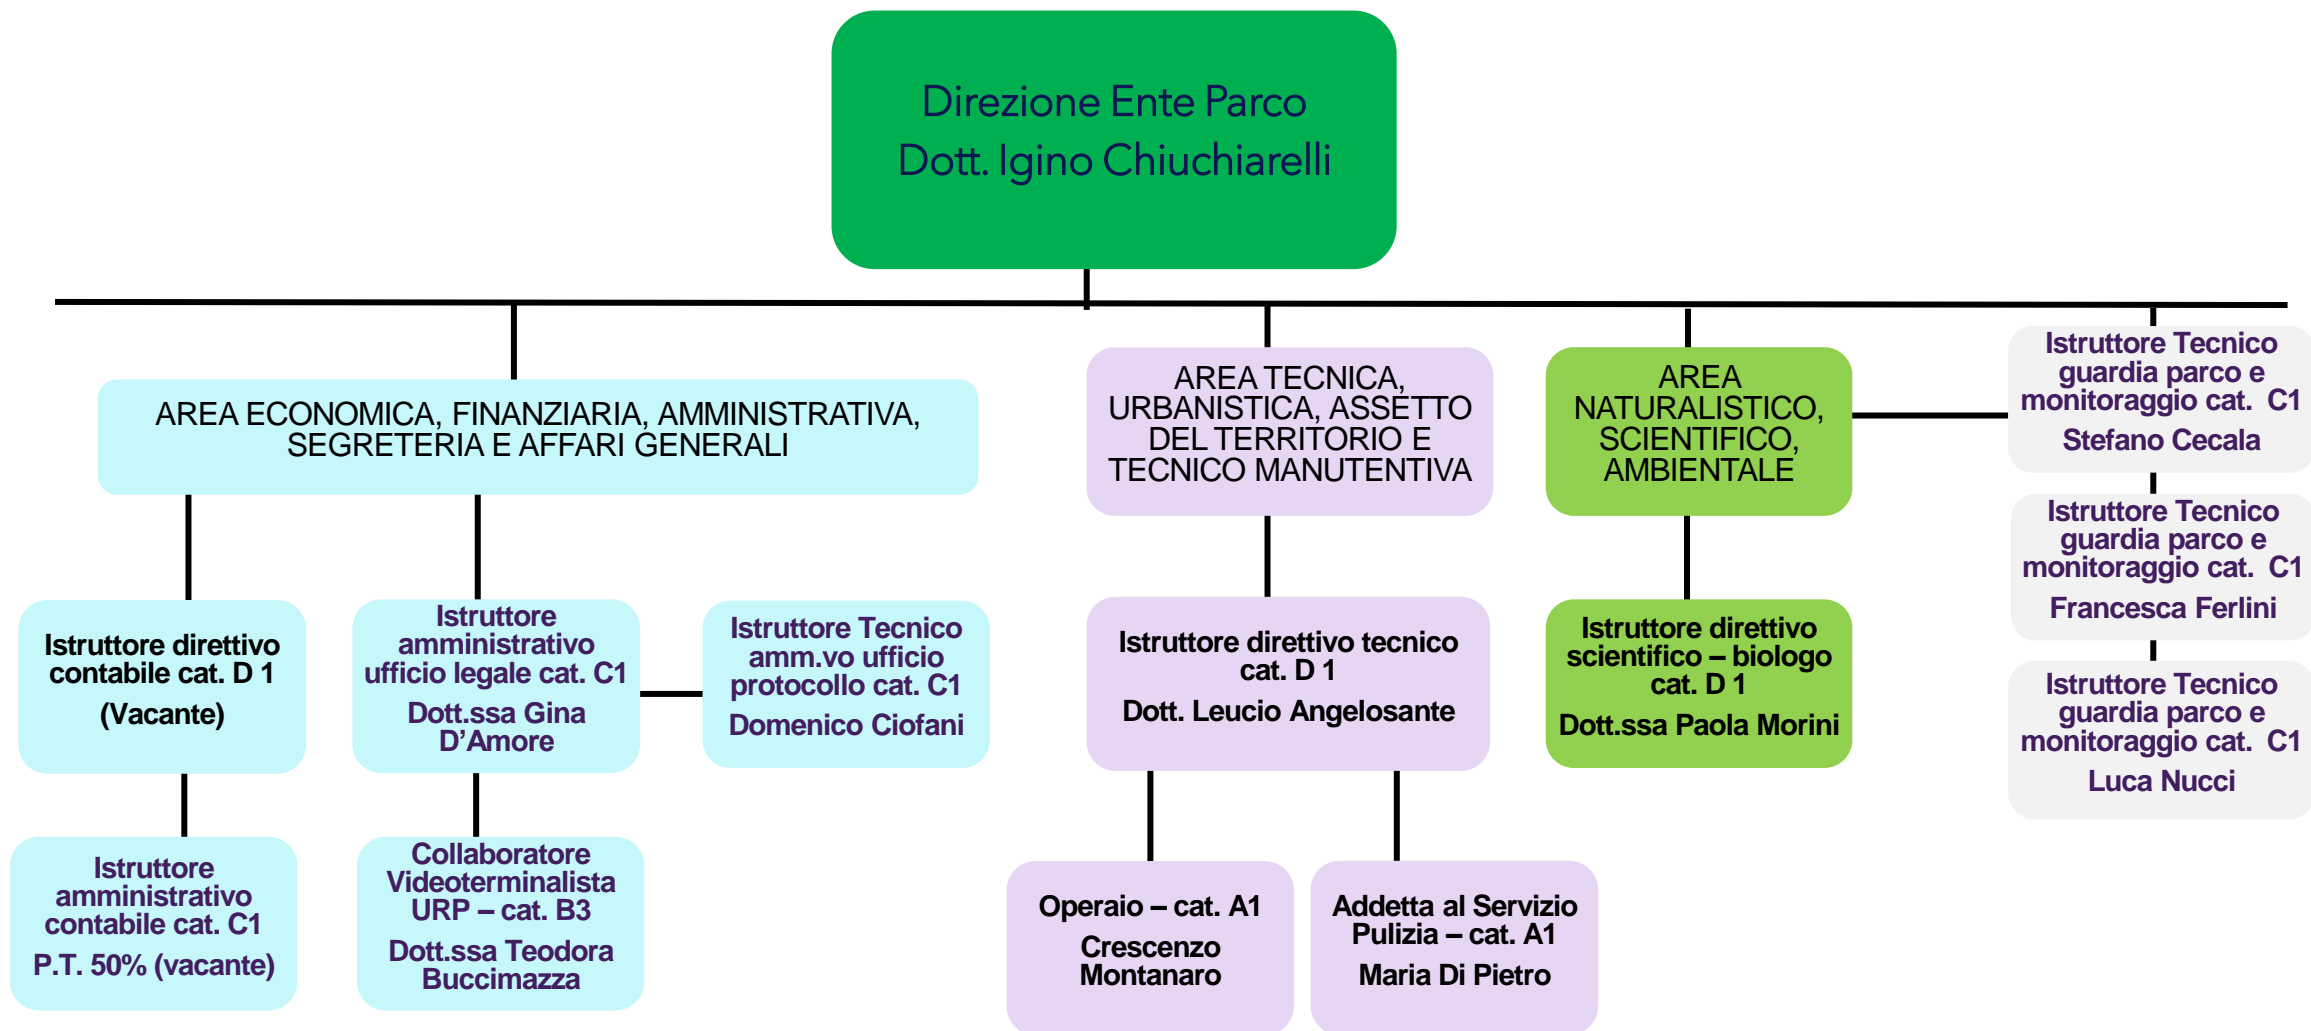 Direzione Ente Parco
Dott. Igino Chiuchiarelli
AREA ECONOMICA, FINANZIARIA, AMMINISTRATIVA,
SEGRETERIA E AFFARI GENERALI
AREA TECNICA,
URBANISTICA, ASSETTO
DEL TERRITORIO E
TECNICO MANUTENTIVA
AREA
NATURALISTICO,
SCIENTIFICO,
AMBIENTALE
Istruttore Tecnico
guardia parco e
monitoraggio cat. C1
Stefano Cecala
Istruttore Tecnico
guardia parco e
monitoraggio cat. C1
Francesca Ferlini
Istruttore Tecnico
guardia parco e
monitoraggio cat. C1
Luca Nucci
Istruttore direttivo
contabile cat. D 1
(Vacante)
Istruttore
amministrativo
ufficio legale cat. C1
Dott.ssa Gina
D’Amore
Istruttore Tecnico
amm.vo ufficio
protocollo cat. C1
Domenico Ciofani
Istruttore direttivo tecnico
cat. D 1
Dott. Leucio Angelosante
Istruttore direttivo
scientifico – biologo
cat. D 1
Dott.ssa Paola Morini
Istruttore
amministrativo
contabile cat. C1
P.T. 50% (vacante)
Collaboratore
Videoterminalista
URP – cat. B3
Dott.ssa Teodora
Buccimazza
Operaio – cat. A1
Crescenzo
Montanaro
Addetta al Servizio
Pulizia – cat. A1
Maria Di Pietro